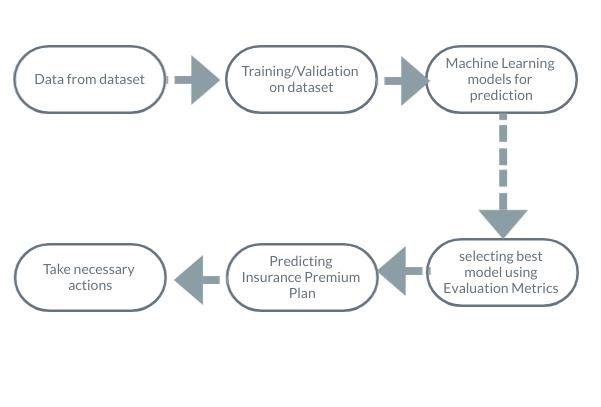 Data from dataset
Training/Validation
on dataset
Machine Learning
models for
prediction
selecting best
model using
Evaluation Metrics
Predicting
Insurance Premium
Plan
Take necessary
actions